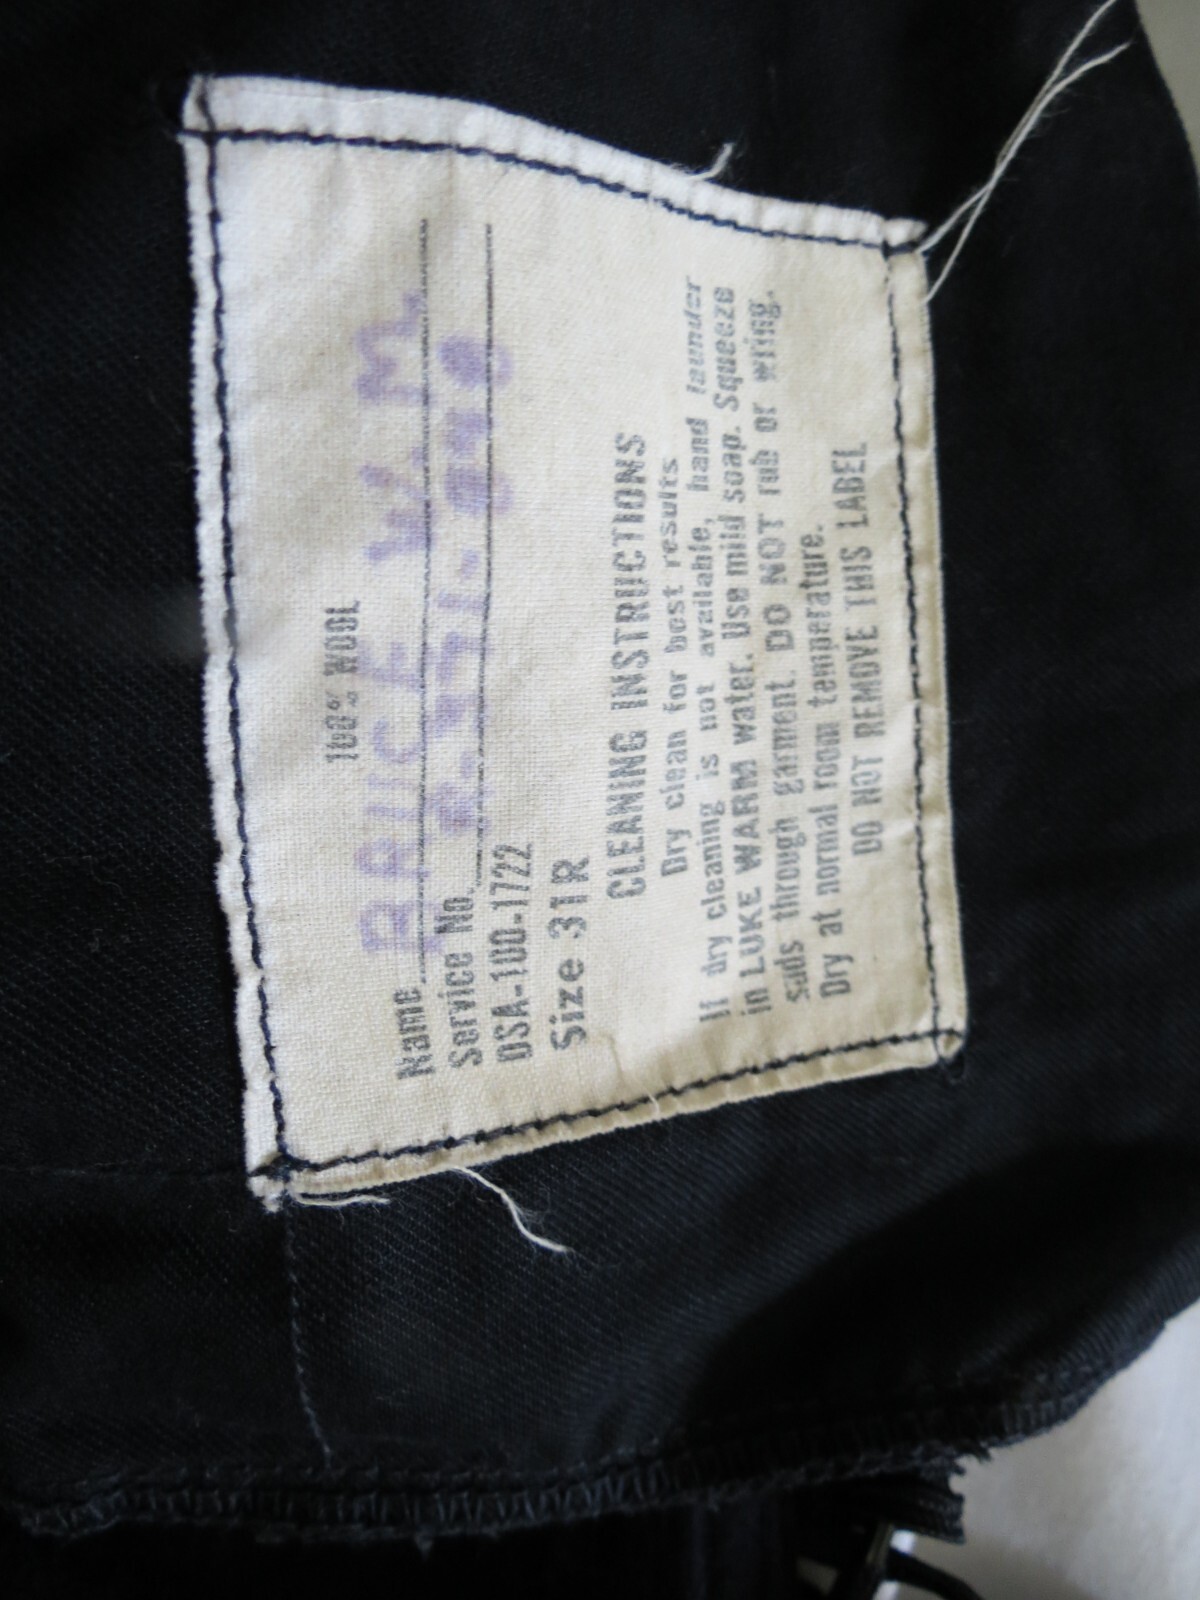 100% WOOL
Name BRUCE W.M.
Service No.
DSA-100-1722
Size 31R
CLEANING INSTRUCTIONS
Dry clean for best results
If dry cleaning is not available, hand launder
in LUKE WARM water. Use mild soap. Squeeze
Suds through garment. DO NOT rub or wring.
Dry at normal room temperature.
DO NOT REMOVE THIS LABEL